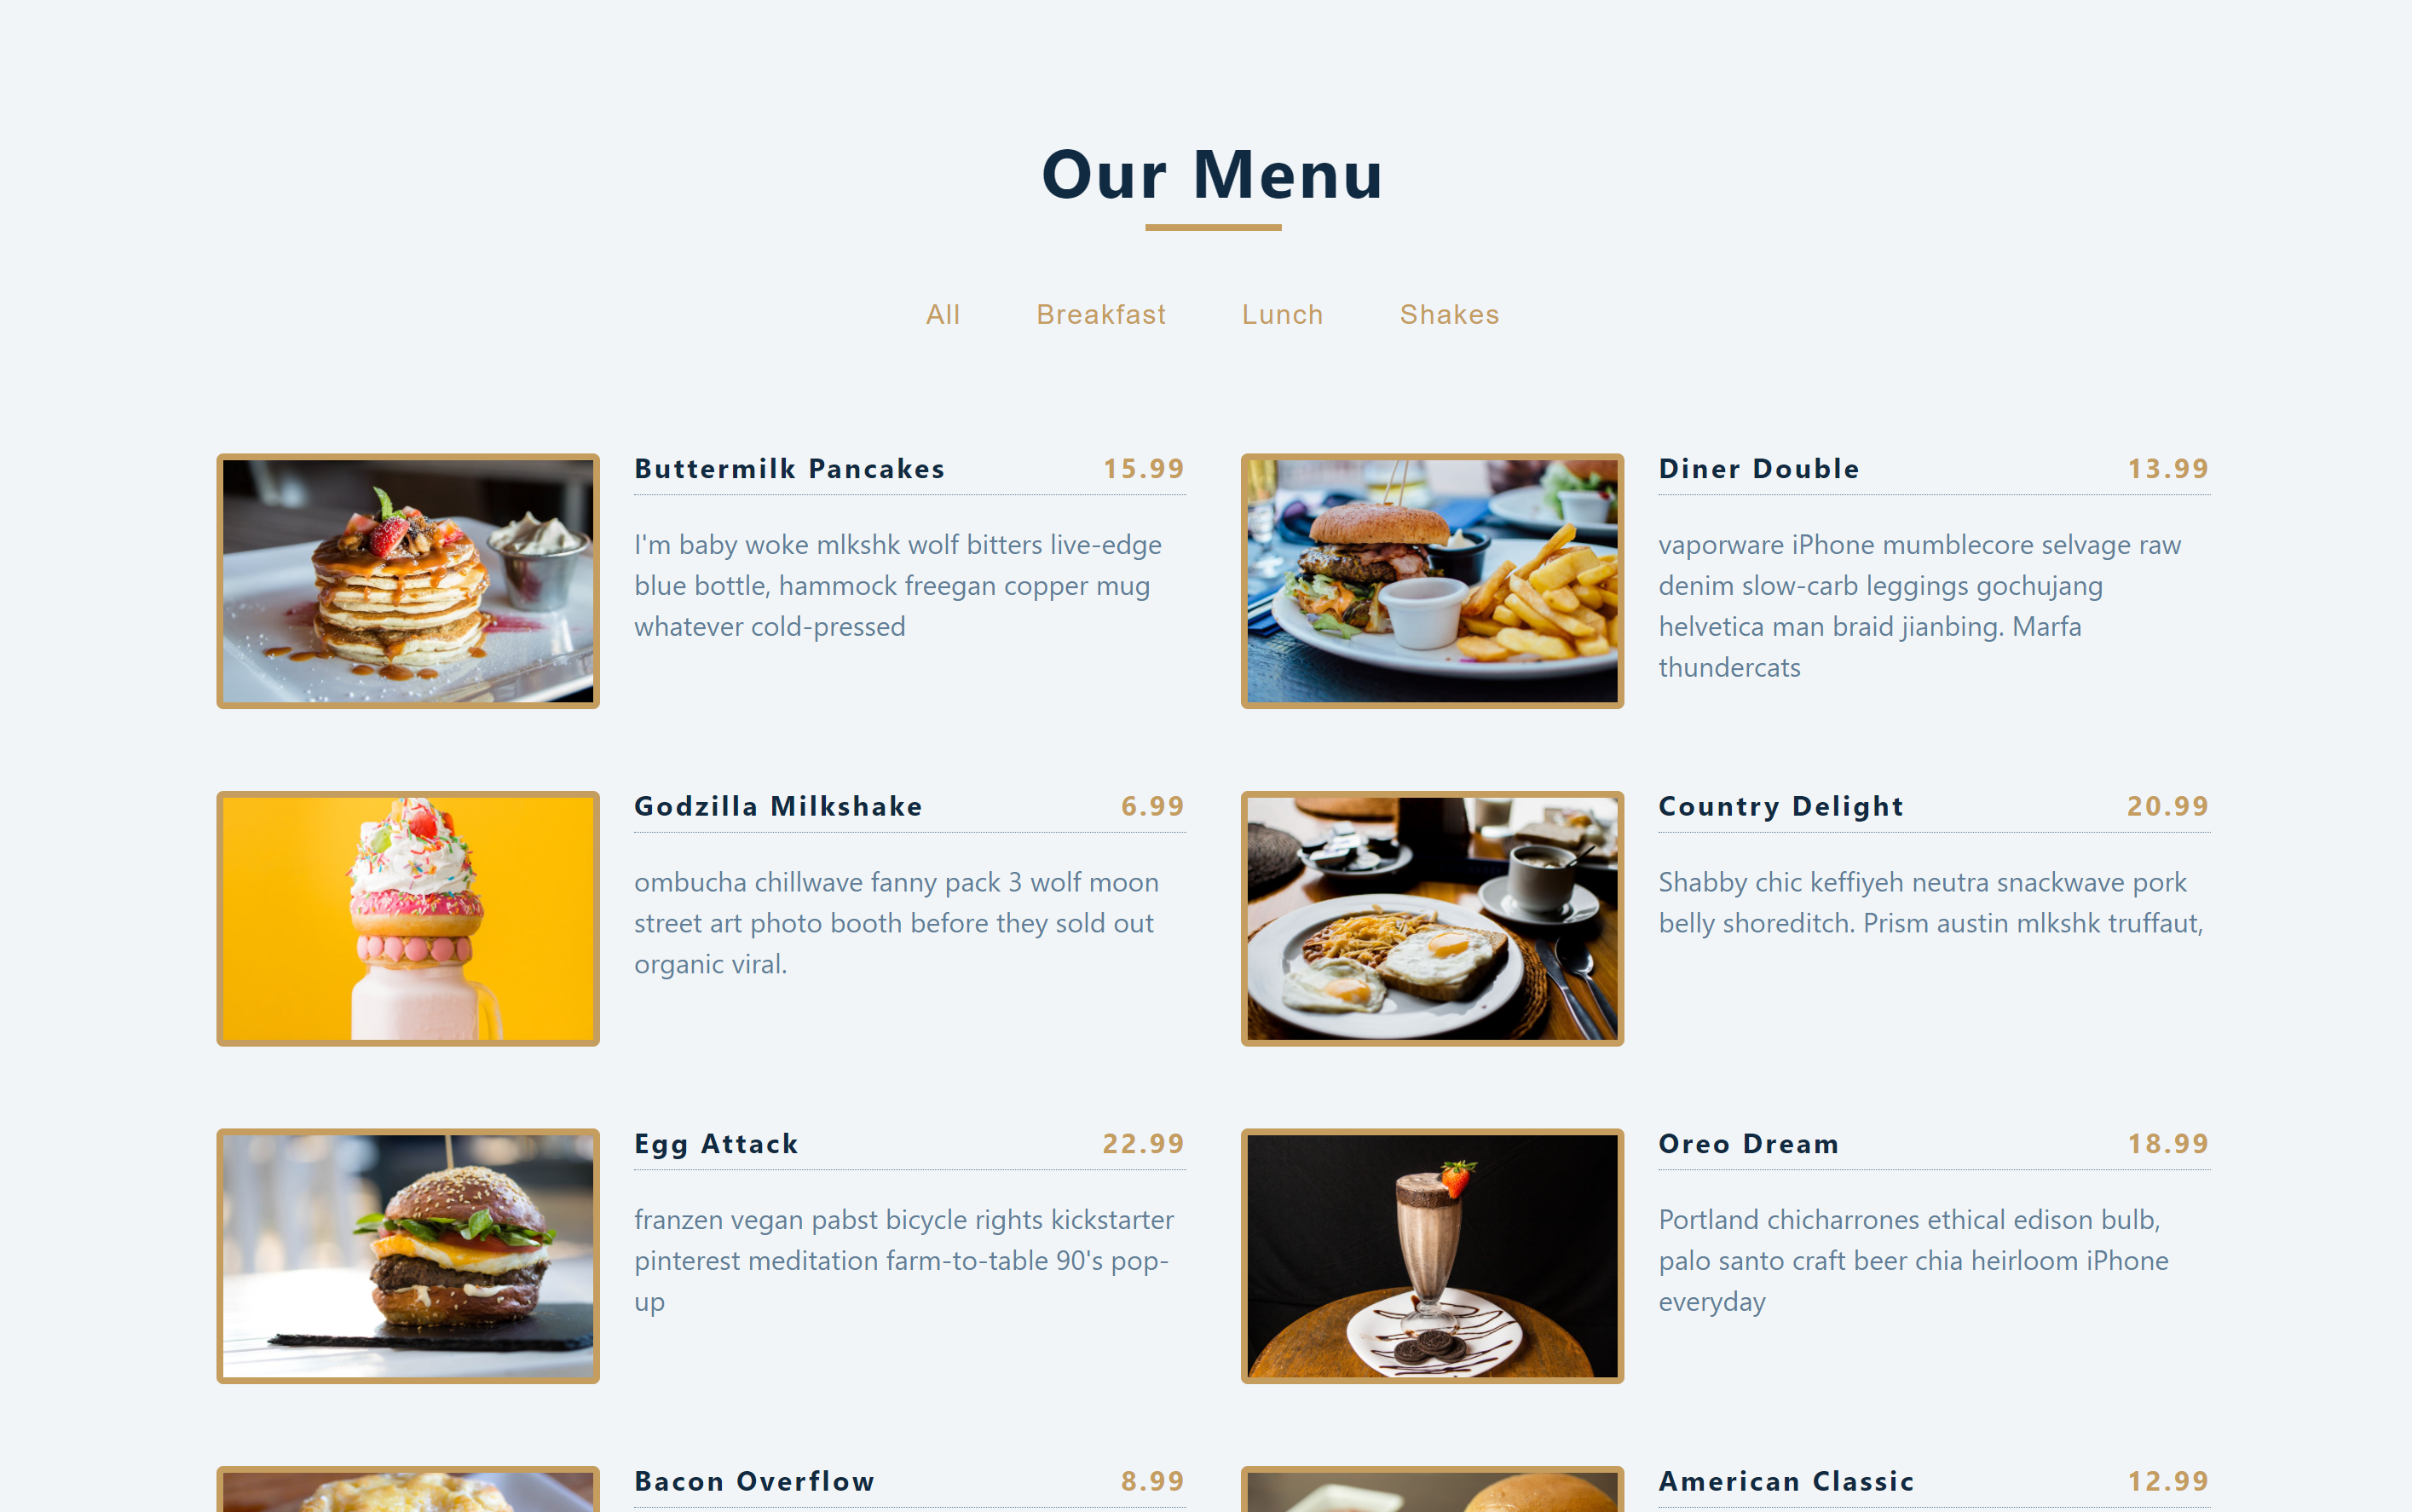 Our Menu
All
Breakfast
Lunch
Shakes
Buttermilk Pancakes
15.99
I'm baby woke mlkshk wolf bitters live-edge
blue bottle, hammock freegan copper mug
whatever cold-pressed
Diner Double
13.99
vaporware iPhone mumblecore selvage raw
denim slow-carb leggings gochujang
helvetica man braid jianbing. Marfa
thundercats
Godzilla Milkshake
6.99
ombucha chillwave fanny pack 3 wolf moon
street art photo booth before they sold out
organic viral.
Country Delight
20.99
Shabby chic keffiyeh neutra snackwave pork
belly shoreditch. Prism austin mlkshk truffaut,
Egg Attack
22.99
franzen vegan pabst bicycle rights kickstarter
pinterest meditation farm-to-table 90's pop-
up
Oreo Dream
18.99
Portland chicharrones ethical edison bulb,
palo santo craft beer chia heirloom iPhone
everyday
Bacon Overflow
8.99
American Classic
12.99